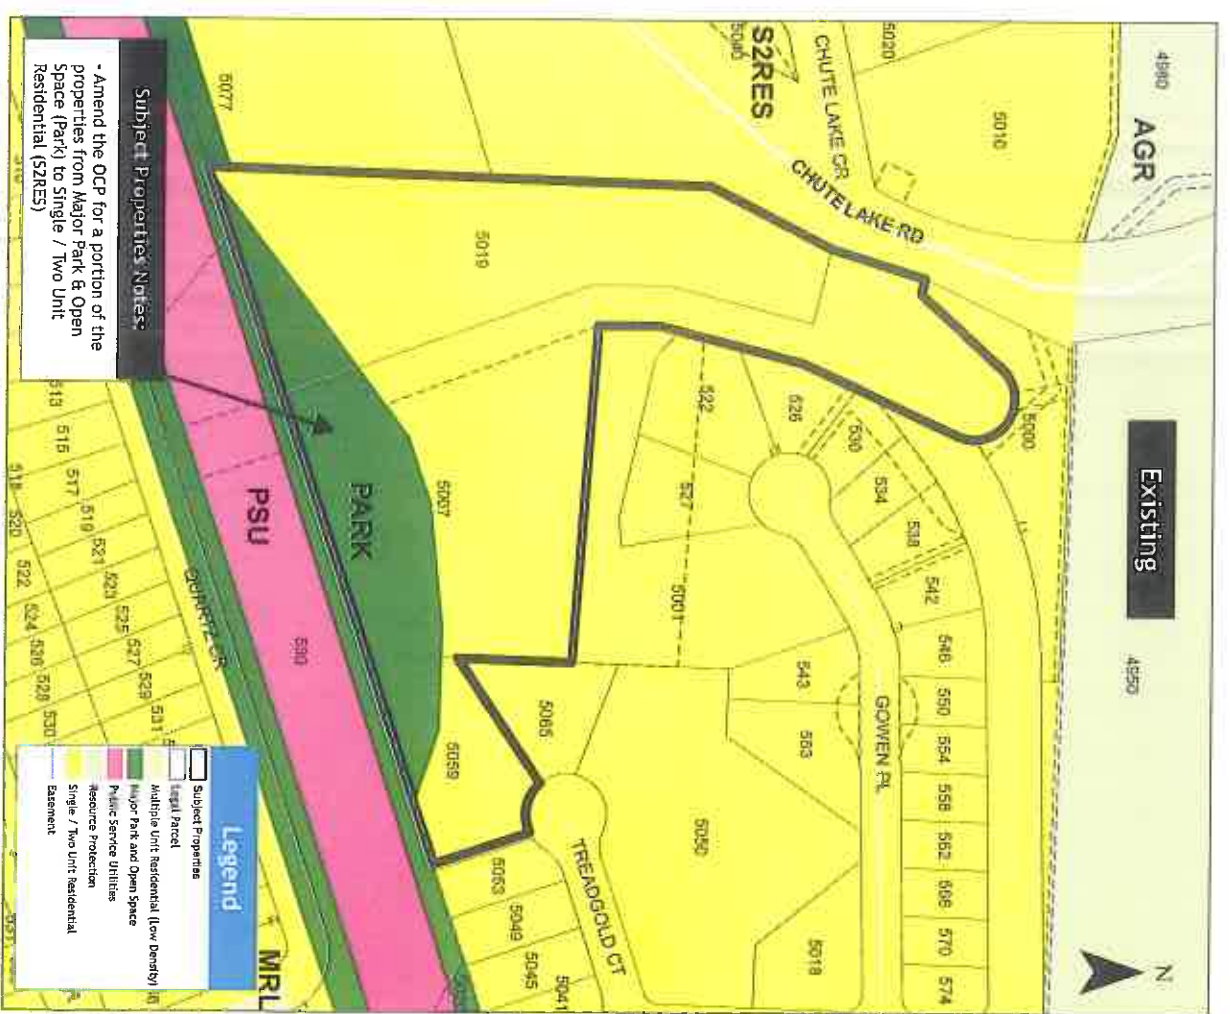 Existing
N
4980
AGR
4950
5020
5010
S2RES
CHUTE LAKE CR
CHUTE LAKE RD
5000
5077
5019
522
526
530
534
538
542
546
550
554
558
562
566
570
574
527
5001
543
553
GOWEN PL
5007
5065
5059
5050
5018
TREADGOLD CT
5053
5049
5045
5041
PARK
PSU
590
QUARTZ CR
513
515
517
519
521
523
525
527
529
531
518
520
522
524
526
528
530
MRL
Subject Properties Notes:
- Amend the OCP for a portion of the
properties from Major Park & Open
Space (Park) to Single / Two Unit
Residential (S2RES)
Legend
Subject Properties
Legal Parcel
Multiple Unit Residential (Low Density)
Major Park and Open Space
Public Service Utilities
Resource Protection
Single / Two Unit Residential
Easement